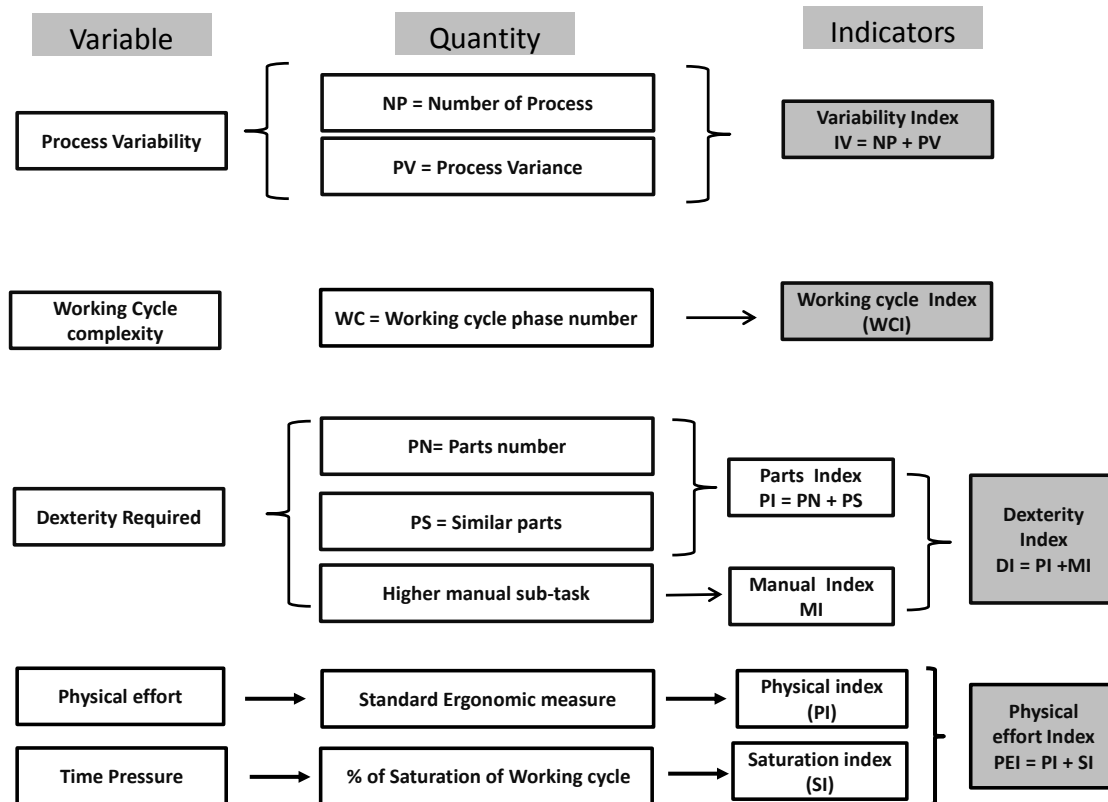 Variable
Quantity
Indicators
Process Variability
NP = Number of Process
PV = Process Variance
Variability Index
IV = NP + PV
Working Cycle
complexity
WC = Working cycle phase number
Working cycle Index
(WCI)
Dexterity Required
PN= Parts number
PS = Similar parts
Higher manual sub-task
Parts Index
PI = PN + PS
Manual Index
MI
Dexterity
Index
DI = PI +MI
Physical effort
Standard Ergonomic measure
Physical index
(PI)
Time Pressure
% of Saturation of Working cycle
Saturation index
(SI)
Physical
effort Index
PEI = PI + SI